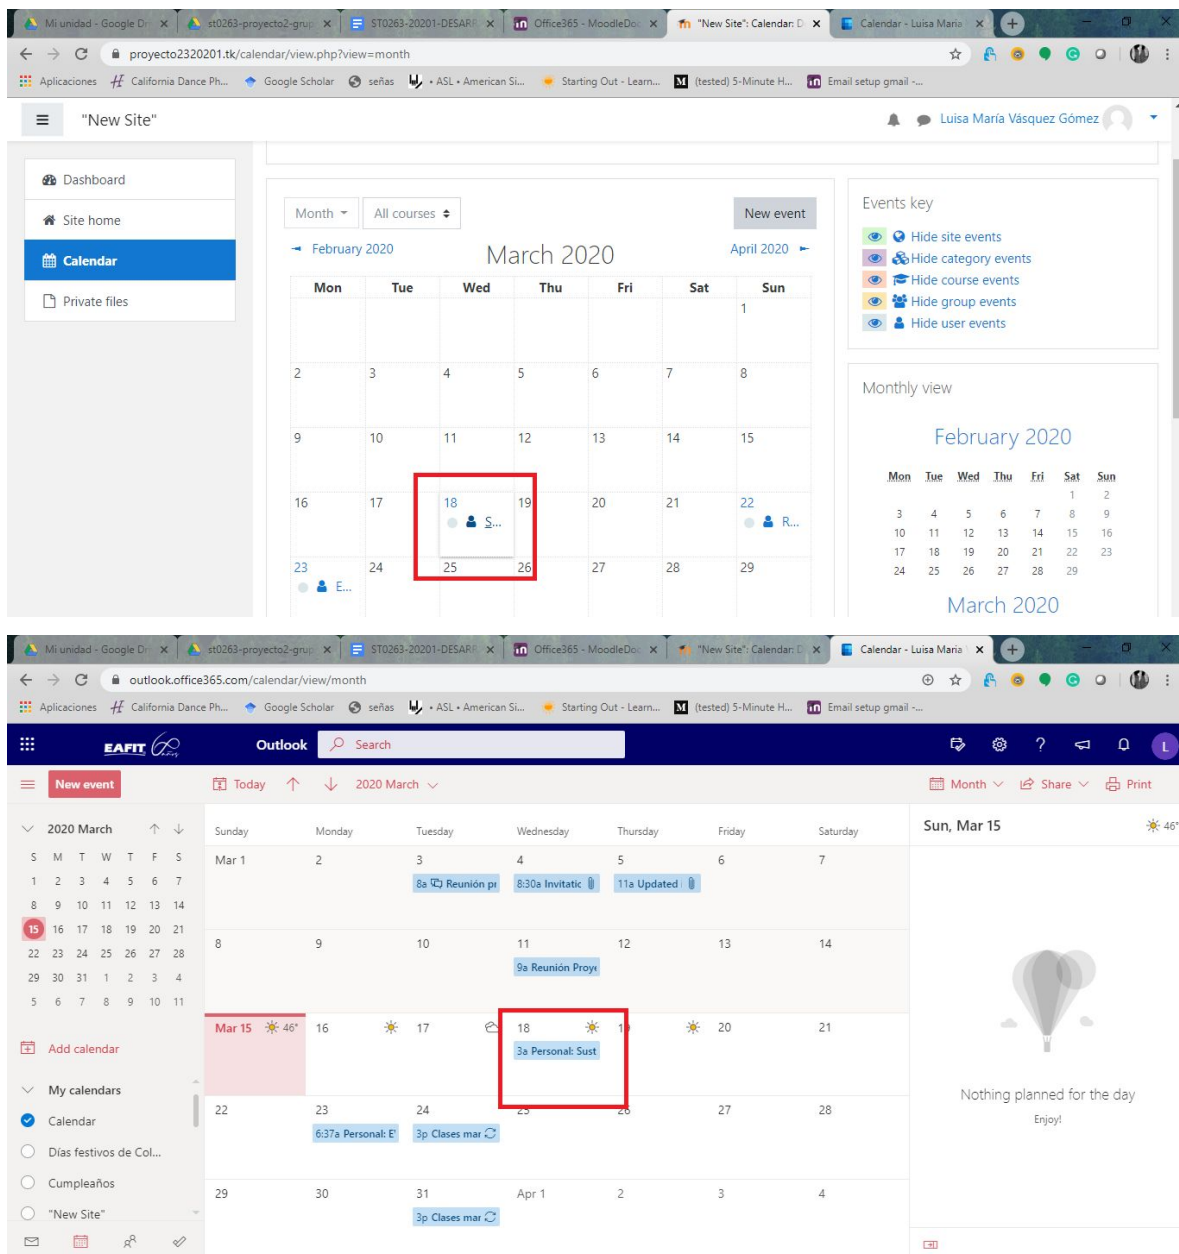 Mi unidad - Google Dri
st0263-proyecto2-grup
ST0263-20201-DESARR
Office365 - MoodleDoc
"New Site": Calendar: D
Calendar - Luisa Maria
proyecto2320201.tk/calendar/view.php?view=month
Aplicaciones California Dance Ph... Google Scholar señas • ASL • American Si... Starting Out - Learn... (tested) 5-Minute H... Email setup gmail -...
"New Site"
Luisa María Vásquez Gómez
Dashboard
Site home
Calendar
Private files
Month All courses New event
February 2020 March 2020 April 2020
Mon Tue Wed Thu Fri Sat Sun
1
2 3 4 5 6 7 8
9 10 11 12 13 14 15
16 17 18 19 20 21 22
S... R...
23 24 25 26 27 28 29
E...
Events key
Hide site events
Hide category events
Hide course events
Hide group events
Hide user events
Monthly view
February 2020
Mon Tue Wed Thu Fri Sat Sun
1 2
3 4 5 6 7 8 9
10 11 12 13 14 15 16
17 18 19 20 21 22 23
24 25 26 27 28 29
March 2020
Mi unidad - Google Dri
st0263-proyecto2-grup
ST0263-20201-DESARR
Office365 - MoodleDoc
"New Site": Calendar: D
Calendar - Luisa Maria
outlook.office365.com/calendar/view/month
Aplicaciones California Dance Ph... Google Scholar señas • ASL • American Si... Starting Out - Learn... (tested) 5-Minute H... Email setup gmail -...
EAFIT Outlook Search L
New event Today 2020 March Month Share Print
2020 March
S M T W T F S
1 2 3 4 5 6 7
8 9 10 11 12 13 14
15 16 17 18 19 20 21
22 23 24 25 26 27 28
29 30 31 1 2 3 4
5 6 7 8 9 10 11
Add calendar
My calendars
Calendar
Días festivos de Col...
Cumpleaños
"New Site"
Sunday Monday Tuesday Wednesday Thursday Friday Saturday
Mar 1 2 3 4 5 6 7
8a Reunión pr 8:30a Invitatic 11a Updated
8 9 10 11 12 13 14
9a Reunión Proye
Mar 15 46° 16 17 18 19 20 21
3a Personal: Sust
22 23 24 25 26 27 28
6:37a Personal: E' 3p Clases mar
29 30 31 Apr 1 2 3 4
3p Clases mar
Sun, Mar 15 46°
Nothing planned for the day
Enjoy!